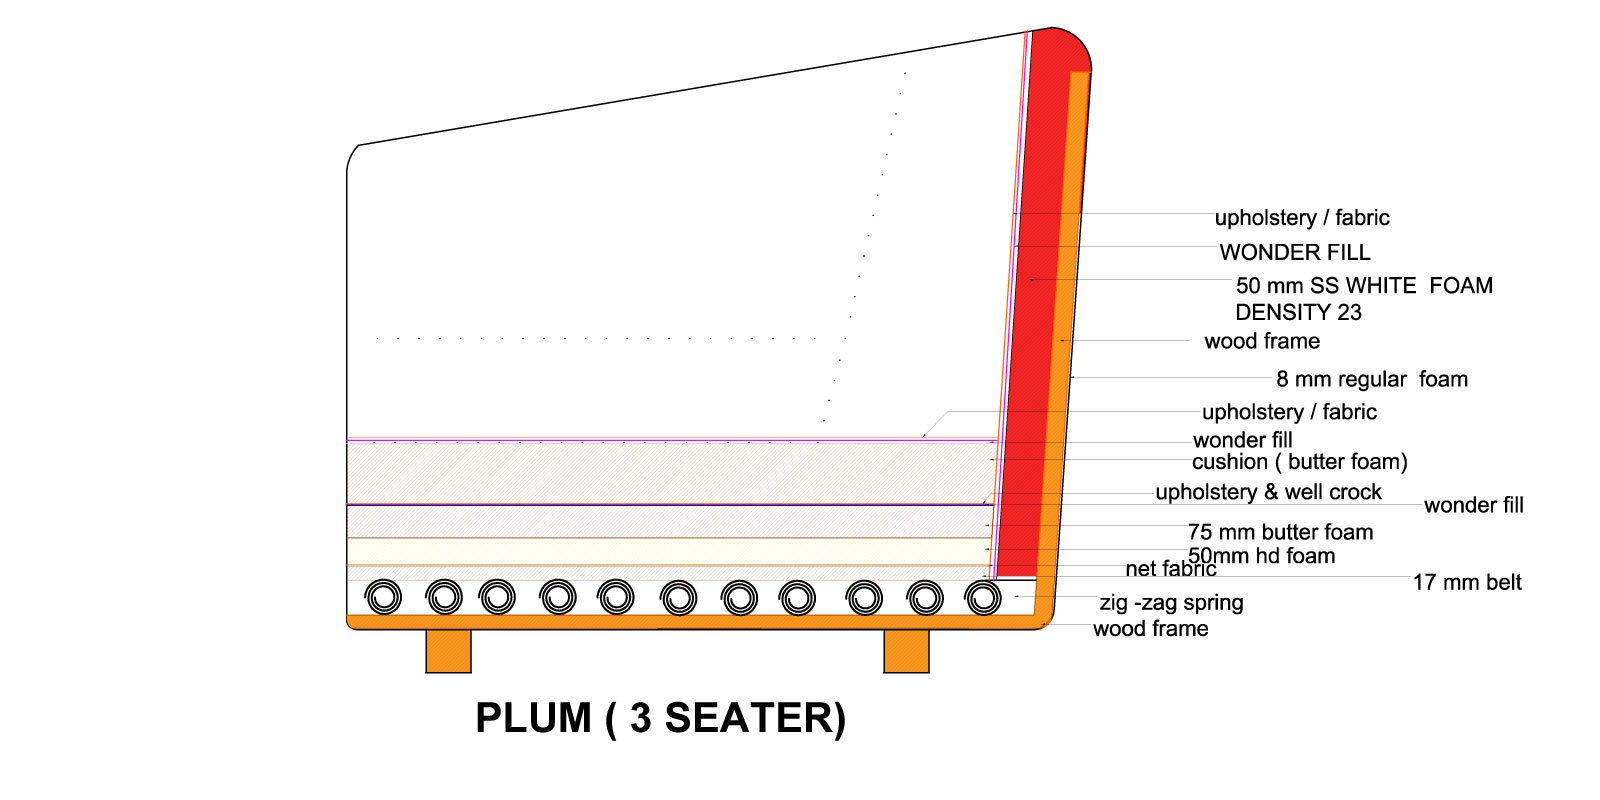 upholstery / fabric
WONDER FILL
50 mm SS WHITE FOAM
DENSITY 23
wood frame
8 mm regular foam
upholstery / fabric
wonder fill
cushion ( butter foam)
upholstery & well crock
wonder fill
75 mm butter foam
50mm hd foam
net fabric
17 mm belt
zig -zag spring
wood frame
PLUM ( 3 SEATER)